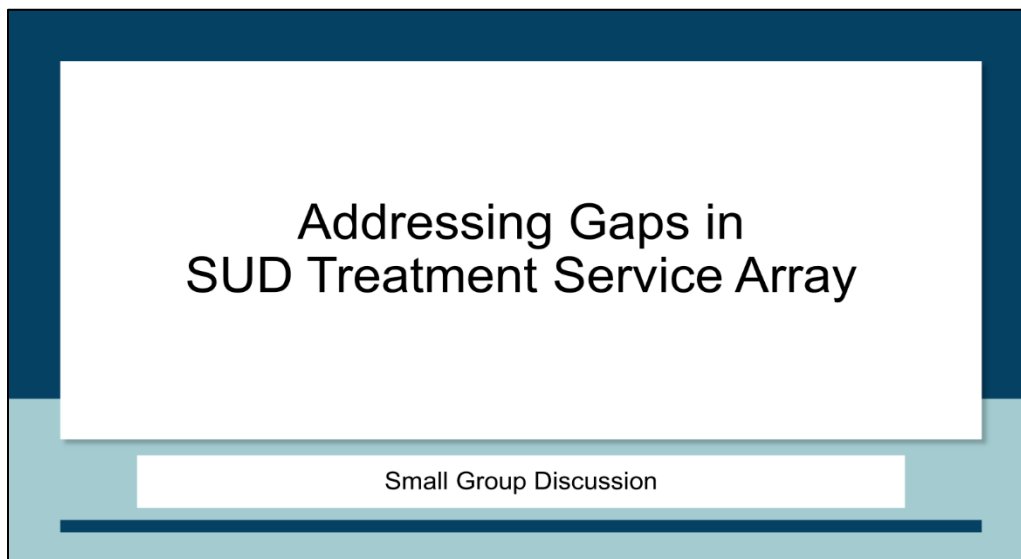 Addressing Gaps in
SUD Treatment Service Array
Small Group Discussion